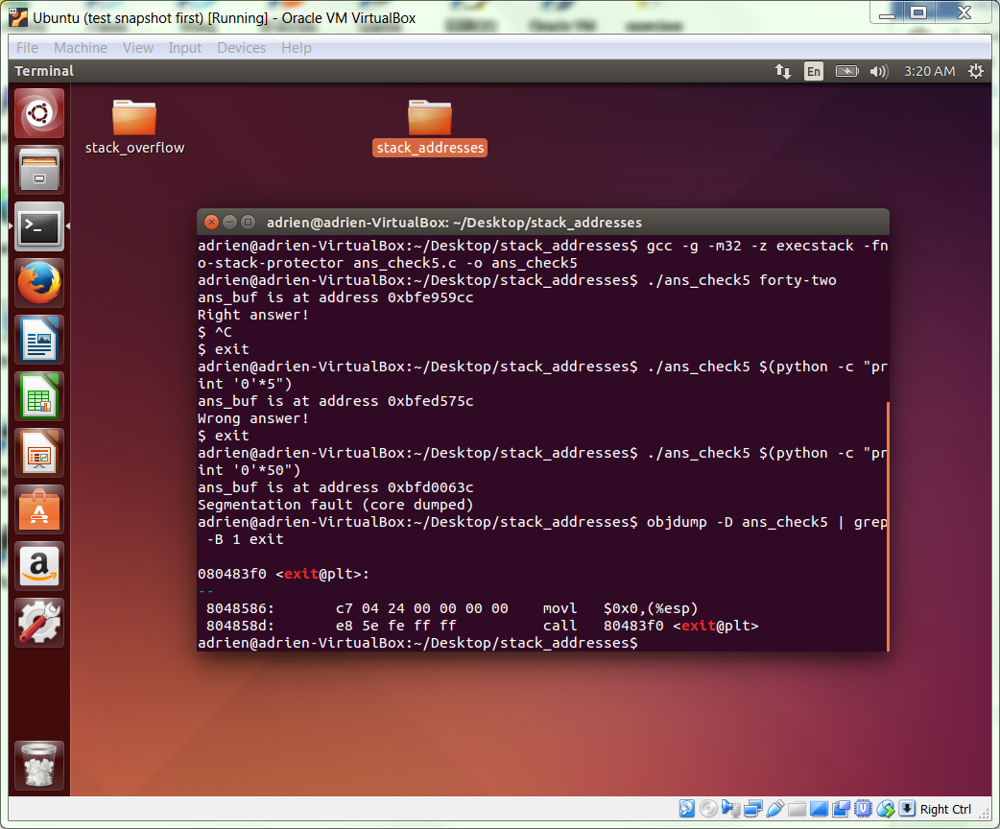 Ubuntu (test snapshot first) [Running] - Oracle VM VirtualBox
File Machine View Input Devices Help
Terminal
En
3:20 AM
stack_overflow
stack_addresses
adrien@adrien-VirtualBox: ~/Desktop/stack_addresses
adrien@adrien-VirtualBox:~/Desktop/stack_addresses$ gcc -g -m32 -z execstack -fn
o-stack-protector ans_check5.c -o ans_check5
adrien@adrien-VirtualBox:~/Desktop/stack_addresses$ ./ans_check5 forty-two
ans_buf is at address 0xbfe959cc
Right answer!
$ ^C
$ exit
adrien@adrien-VirtualBox:~/Desktop/stack_addresses$ ./ans_check5 $(python -c "pr
int '0'*5")
ans_buf is at address 0xbfed575c
Wrong answer!
$ exit
adrien@adrien-VirtualBox:~/Desktop/stack_addresses$ ./ans_check5 $(python -c "pr
int '0'*50")
ans_buf is at address 0xbfd0063c
Segmentation fault (core dumped)
adrien@adrien-VirtualBox:~/Desktop/stack_addresses$ objdump -D ans_check5 | grep
-B 1 exit
080483f0 <exit@plt>:
--
8048586: c7 04 24 00 00 00 00 movl $0x0,(%esp)
804858d: e8 5e fe ff ff call 80483f0 <exit@plt>
adrien@adrien-VirtualBox:~/Desktop/stack_addresses$
Right Ctrl